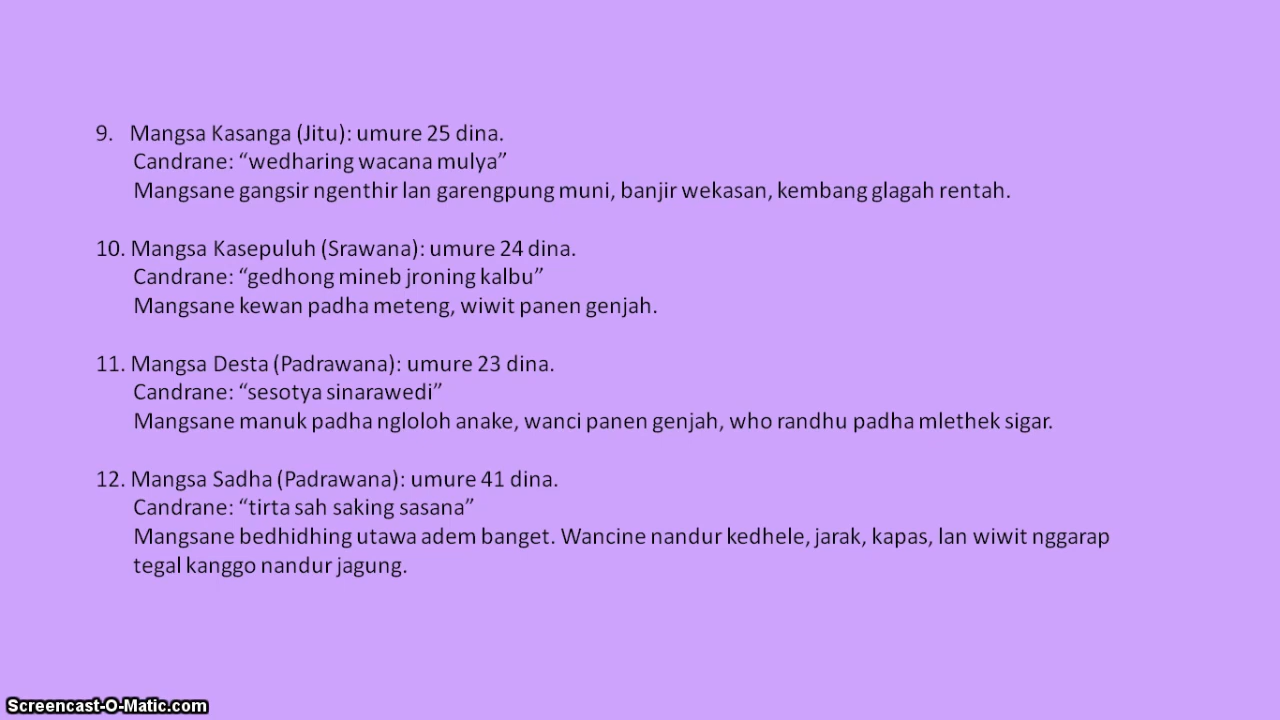 9. Mangsa Kasanga (Jitu): umure 25 dina.
Candrane: “wedharing wacana mulya”
Mangsane gangsir ngenthir lan garengpung muni, banjir wekasan, kembang glagah rentah.
10. Mangsa Kasepuluh (Srawana): umure 24 dina.
Candrane: “gedhong mineb jroning kalbu”
Mangsane kewan padha meteng, wiwit panen genjah.
11. Mangsa Desta (Padrawana): umure 23 dina.
Candrane: “sesotya sinarawedi”
Mangsane manuk padha ngloloh anake, wanci panen genjah, who randhu padha mlethek sigar.
12. Mangsa Sadha (Padrawana): umure 41 dina.
Candrane: “tirta sah saking sasana”
Mangsane bedhidhing utawa adem banget. Wancine nandur kedhele, jarak, kapas, lan wiwit nggarap
tegal kanggo nandur jagung.
Screencast-O-Matic.com